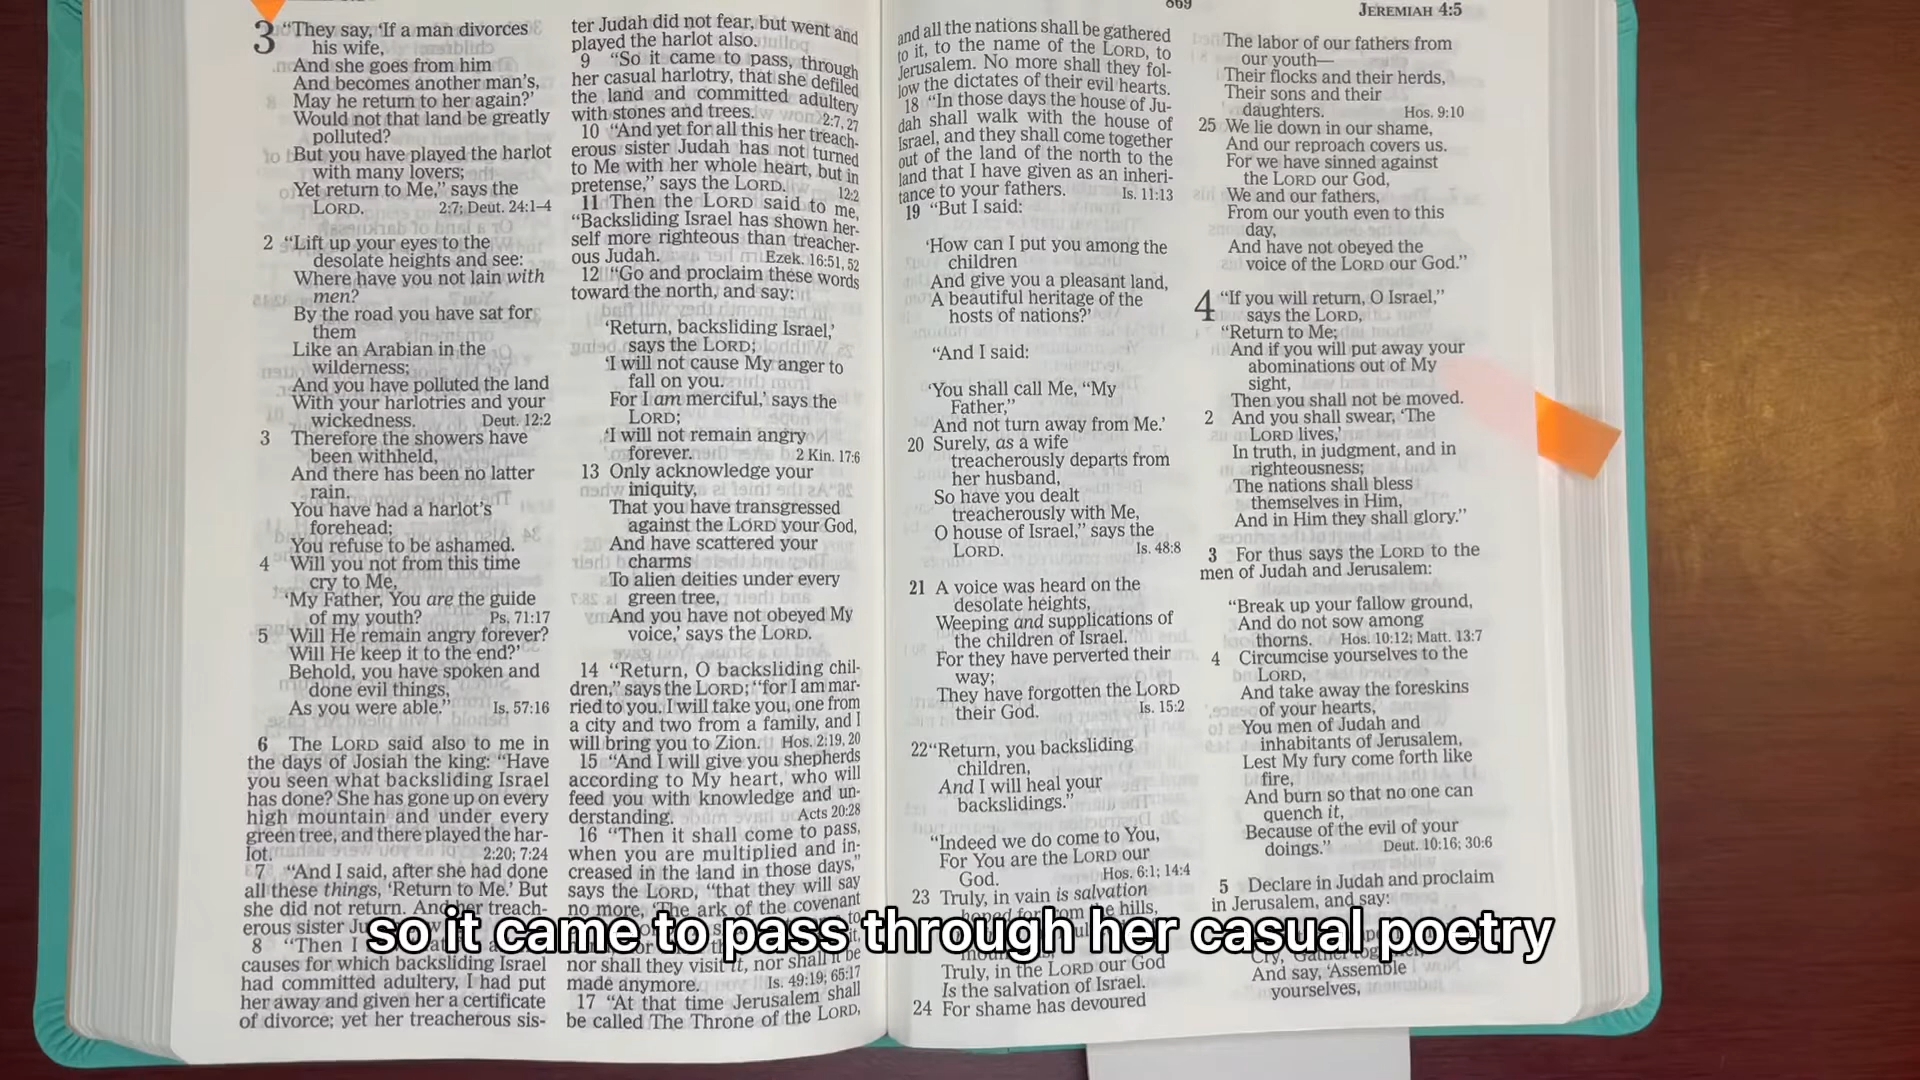 869
JEREMIAH 4:5
3 “They say, ‘If a man divorces
his wife,
And she goes from him
And becomes another man’s,
May he return to her again?’
Would not that land be greatly
polluted?
But you have played the harlot
with many lovers;
Yet return to Me,” says the
LORD. 2:7; Deut. 24:1–4
2 “Lift up your eyes to the
desolate heights and see:
Where have you not lain with
men?
By the road you have sat for
them
Like an Arabian in the
wilderness;
And you have polluted the land
With your harlotries and your
wickedness. Deut. 12:2
3 Therefore the showers have
been withheld,
And there has been no latter
rain.
You have had a harlot’s
forehead;
You refuse to be ashamed.
4 Will you not from this time
cry to Me,
‘My Father, You are the guide
of my youth? Ps. 71:17
5 Will He remain angry forever?
Will He keep it to the end?’
Behold, you have spoken and
done evil things,
As you were able.” Is. 57:16
6 The LORD said also to me in
the days of Josiah the king: “Have
you seen what backsliding Israel
has done? She has gone up on every
high mountain and under every
green tree, and there played the har-
lot. 2:20; 7:24
7 “And I said, after she had done
all these things, ‘Return to Me.’ But
she did not return. And her treach-
erous sister
8 “Then I
causes for which backsliding Israel
had committed adultery, I had put
her away and given her a certificate
of divorce; yet her treacherous sis-
ter Judah did not fear, but went and
played the harlot also.
9 “So it came to pass, through
her casual harlotry, that she defiled
the land and committed adultery
with stones and trees. 2:7, 27
10 “And yet for all this her treach-
erous sister Judah has not turned
to Me with her whole heart, but in
pretense,” says the LORD. 12:2
11 Then the LORD said to me,
“Backsliding Israel has shown her-
self more righteous than treacher-
ous Judah. Ezek. 16:51, 52
12 “Go and proclaim these words
toward the north, and say:
‘Return, backsliding Israel,’
says the LORD;
‘I will not cause My anger to
fall on you.
For I am merciful,’ says the
LORD;
‘I will not remain angry
forever. 2 Kin. 17:6
13 Only acknowledge your
iniquity,
That you have transgressed
against the LORD your God,
And have scattered your
charms
To alien deities under every
green tree,
And you have not obeyed My
voice,’ says the LORD.
14 “Return, O backsliding chil-
dren,” says the LORD; “for I am mar-
ried to you. I will take you, one from
a city and two from a family, and I
will bring you to Zion. Hos. 2:19, 20
15 “And I will give you shepherds
according to My heart, who will
feed you with knowledge and un-
derstanding. Acts 20:28
16 “Then it shall come to pass,
when you are multiplied and in-
creased in the land in those days,”
says the LORD, “that they will say
no more, ‘The ark of the covenant
nor shall they visit it, nor shall it be
made anymore. Is. 49:19; 65:17
17 “At that time Jerusalem shall
be called The Throne of the LORD,
and all the nations shall be gathered
to it, to the name of the LORD, to
Jerusalem. No more shall they fol-
low the dictates of their evil hearts.
18 “In those days the house of Ju-
dah shall walk with the house of
Israel, and they shall come together
out of the land of the north to the
land that I have given as an inheri-
tance to your fathers. Is. 11:13
19 “But I said:
‘How can I put you among the
children
And give you a pleasant land,
A beautiful heritage of the
hosts of nations?’
“And I said:
‘You shall call Me, “My
Father,”
And not turn away from Me.’
20 Surely, as a wife
treacherously departs from
her husband,
So have you dealt
treacherously with Me,
O house of Israel,” says the
LORD. Is. 48:8
21 A voice was heard on the
desolate heights,
Weeping and supplications of
the children of Israel.
For they have perverted their
way;
They have forgotten the LORD
their God. Is. 15:2
22 “Return, you backsliding
children,
And I will heal your
backslidings.”
“Indeed we do come to You,
For You are the LORD our
God. Hos. 6:1; 14:4
23 Truly, in vain is salvation
hoped for from the hills,
Truly, in the LORD our God
Is the salvation of Israel.
24 For shame has devoured
The labor of our fathers from
our youth—
Their flocks and their herds,
Their sons and their
daughters. Hos. 9:10
25 We lie down in our shame,
And our reproach covers us.
For we have sinned against
the LORD our God,
We and our fathers,
From our youth even to this
day,
And have not obeyed the
voice of the LORD our God.”
4 “If you will return, O Israel,”
says the LORD,
“Return to Me;
And if you will put away your
abominations out of My
sight,
Then you shall not be moved.
2 And you shall swear, ‘The
LORD lives,’
In truth, in judgment, and in
righteousness;
The nations shall bless
themselves in Him,
And in Him they shall glory.”
3 For thus says the LORD to the
men of Judah and Jerusalem:
“Break up your fallow ground,
And do not sow among
thorns. Hos. 10:12; Matt. 13:7
4 Circumcise yourselves to the
LORD,
And take away the foreskins
of your hearts,
You men of Judah and
inhabitants of Jerusalem,
Lest My fury come forth like
fire,
And burn so that no one can
quench it,
Because of the evil of your
doings.” Deut. 10:16; 30:6
5 Declare in Judah and proclaim
in Jerusalem, and say:
Cry, ‘Gather together,’
And say, ‘Assemble
yourselves,
so it came to pass through her casual poetry